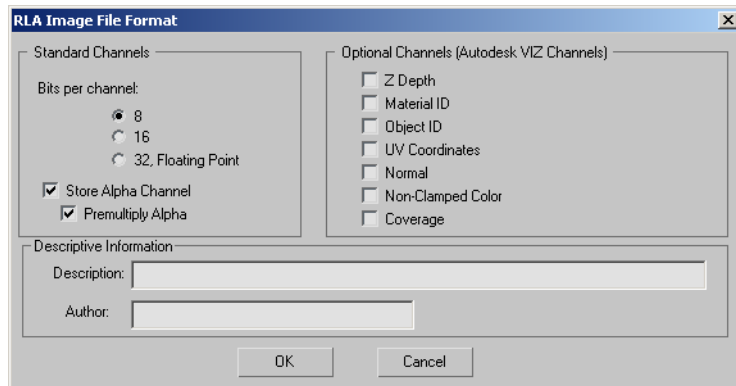 RLA Image File Format
Standard Channels
Bits per channel:
8
16
32, Floating Point
Store Alpha Channel
Premultiply Alpha
Optional Channels (Autodesk VIZ Channels)
Z Depth
Material ID
Object ID
UV Coordinates
Normal
Non-Clamped Color
Coverage
Descriptive Information
Description:
Author:
OK
Cancel